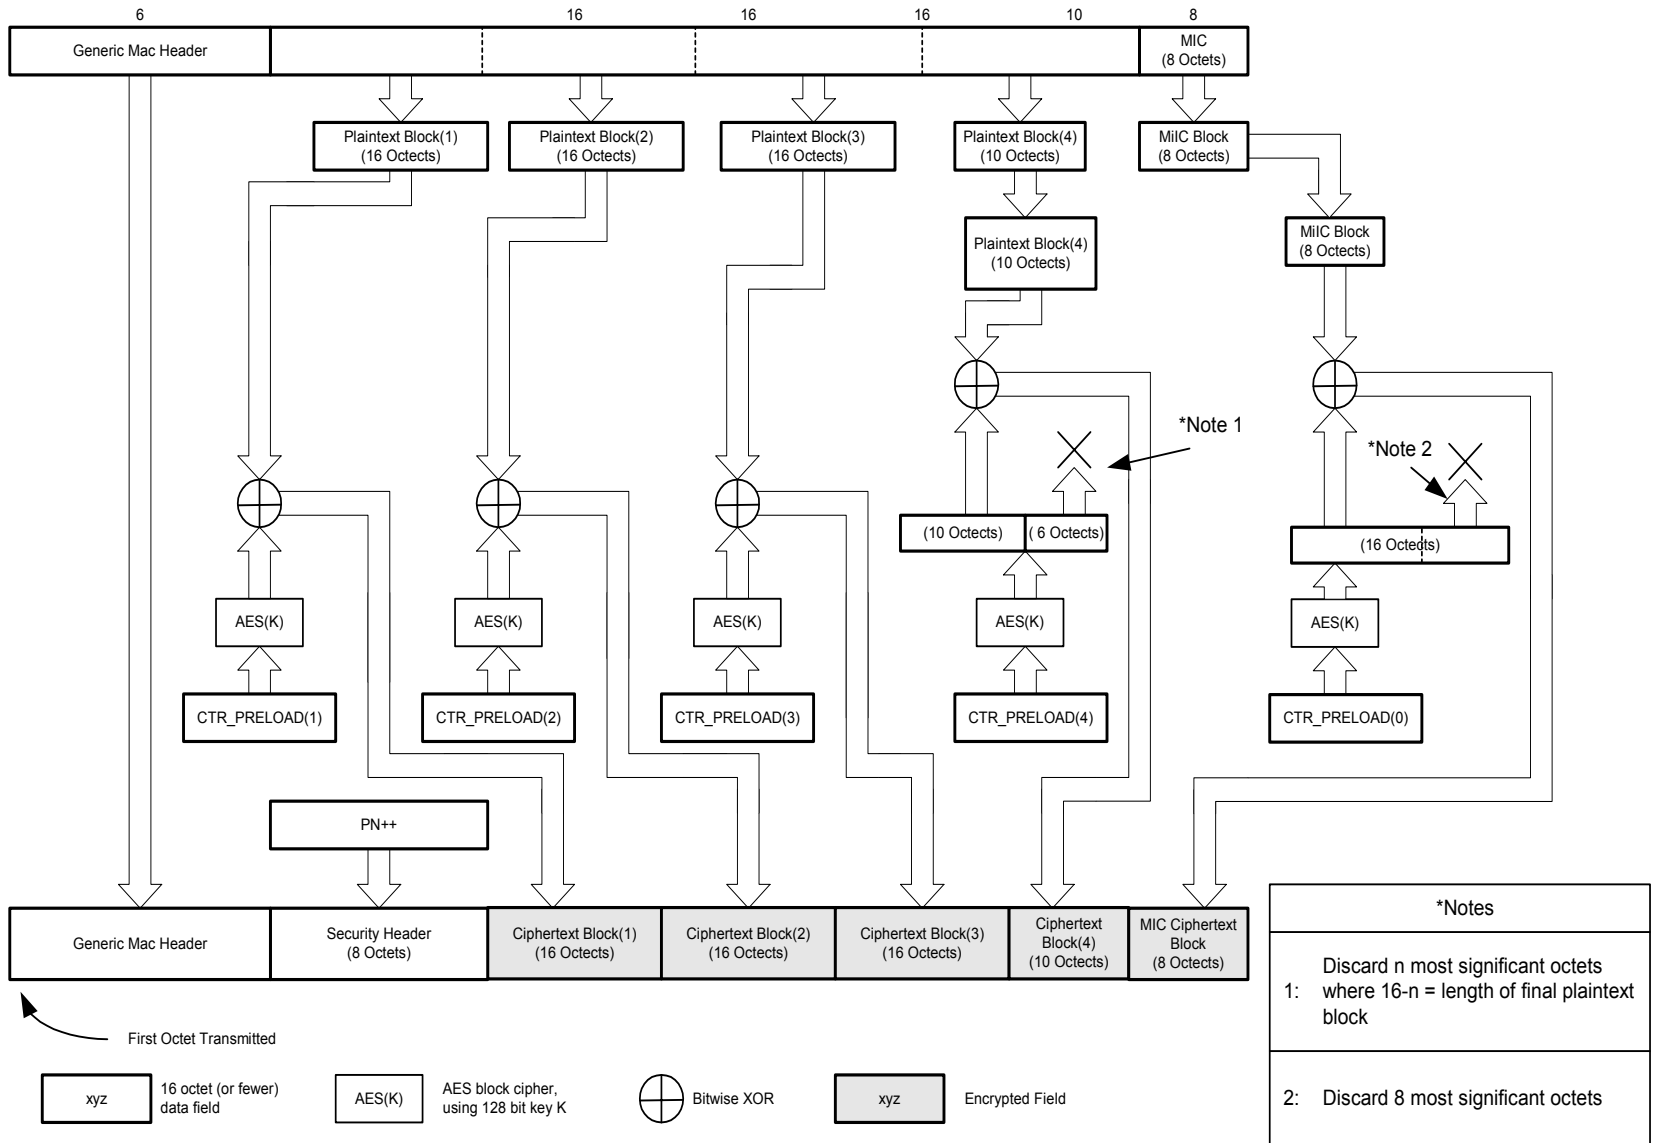 6
16
16
16
10
8
Generic Mac Header
MIC
(8 Octets)
Plaintext Block(1)
(16 Octects)
Plaintext Block(2)
(16 Octects)
Plaintext Block(3)
(16 Octects)
Plaintext Block(4)
(10 Octects)
MilC Block
(8 Octects)
Plaintext Block(4)
(10 Octects)
MilC Block
(8 Octects)
*Note 1
*Note 2
(10 Octects)
( 6 Octects)
(16 Octects)
AES(K)
AES(K)
AES(K)
AES(K)
AES(K)
CTR_PRELOAD(1)
CTR_PRELOAD(2)
CTR_PRELOAD(3)
CTR_PRELOAD(4)
CTR_PRELOAD(0)
PN++
Generic Mac Header
Security Header
(8 Octets)
Ciphertext Block(1)
(16 Octects)
Ciphertext Block(2)
(16 Octects)
Ciphertext Block(3)
(16 Octects)
Ciphertext
Block(4)
(10 Octects)
MIC Ciphertext
Block
(8 Octects)
*Notes
1:
Discard n most significant octets
where 16-n = length of final plaintext
block
2:
Discard 8 most significant octets
First Octet Transmitted
xyz
16 octet (or fewer)
data field
AES(K)
AES block cipher,
using 128 bit key K
Bitwise XOR
xyz
Encrypted Field